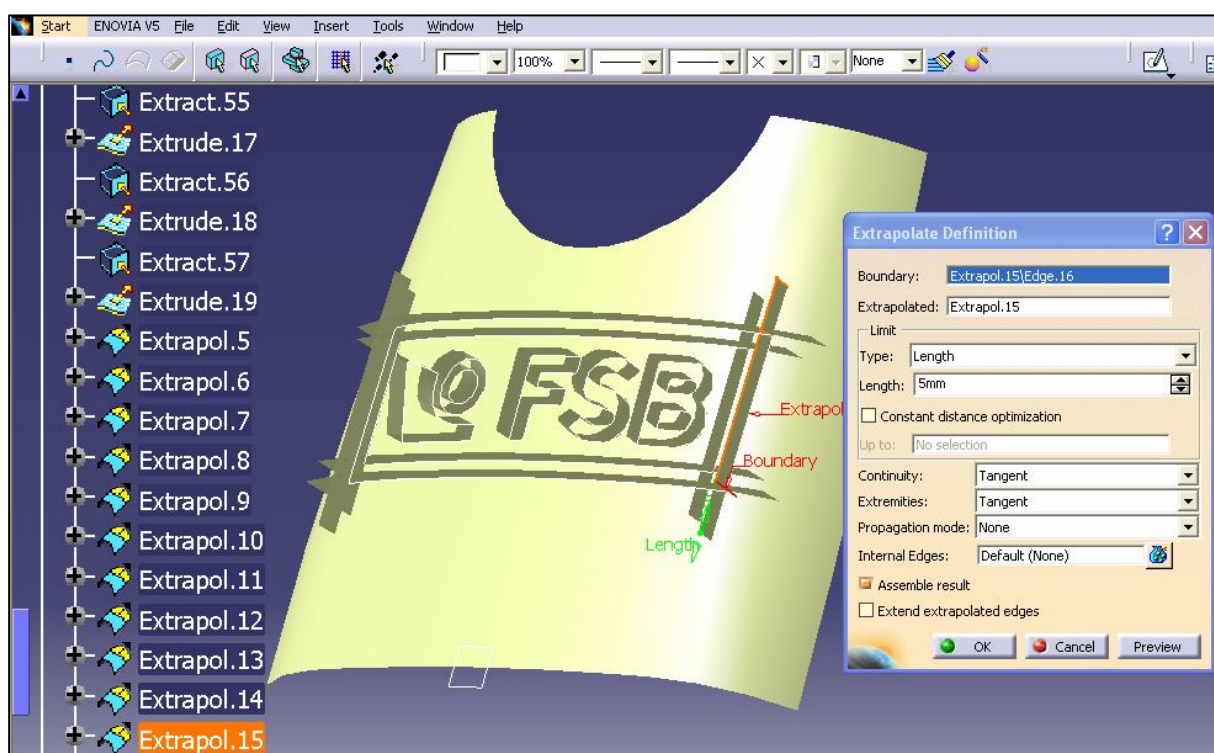 Start ENOVIA V5 File Edit View Insert Tools Window Help
100% None
Extract.55
Extrude.17
Extract.56
Extrude.18
Extract.57
Extrude.19
Extrapol.5
Extrapol.6
Extrapol.7
Extrapol.8
Extrapol.9
Extrapol.10
Extrapol.11
Extrapol.12
Extrapol.13
Extrapol.14
Extrapol.15
FSB
Extrapol
Boundary
Length
Extrapolate Definition
Boundary: Extrapol.15\Edge.16
Extrapolated: Extrapol.15
Limit
Type: Length
Length: 5mm
Constant distance optimization
Up to: No selection
Continuity: Tangent
Extremities: Tangent
Propagation mode: None
Internal Edges: Default (None)
Assemble result
Extend extrapolated edges
OK Cancel Preview